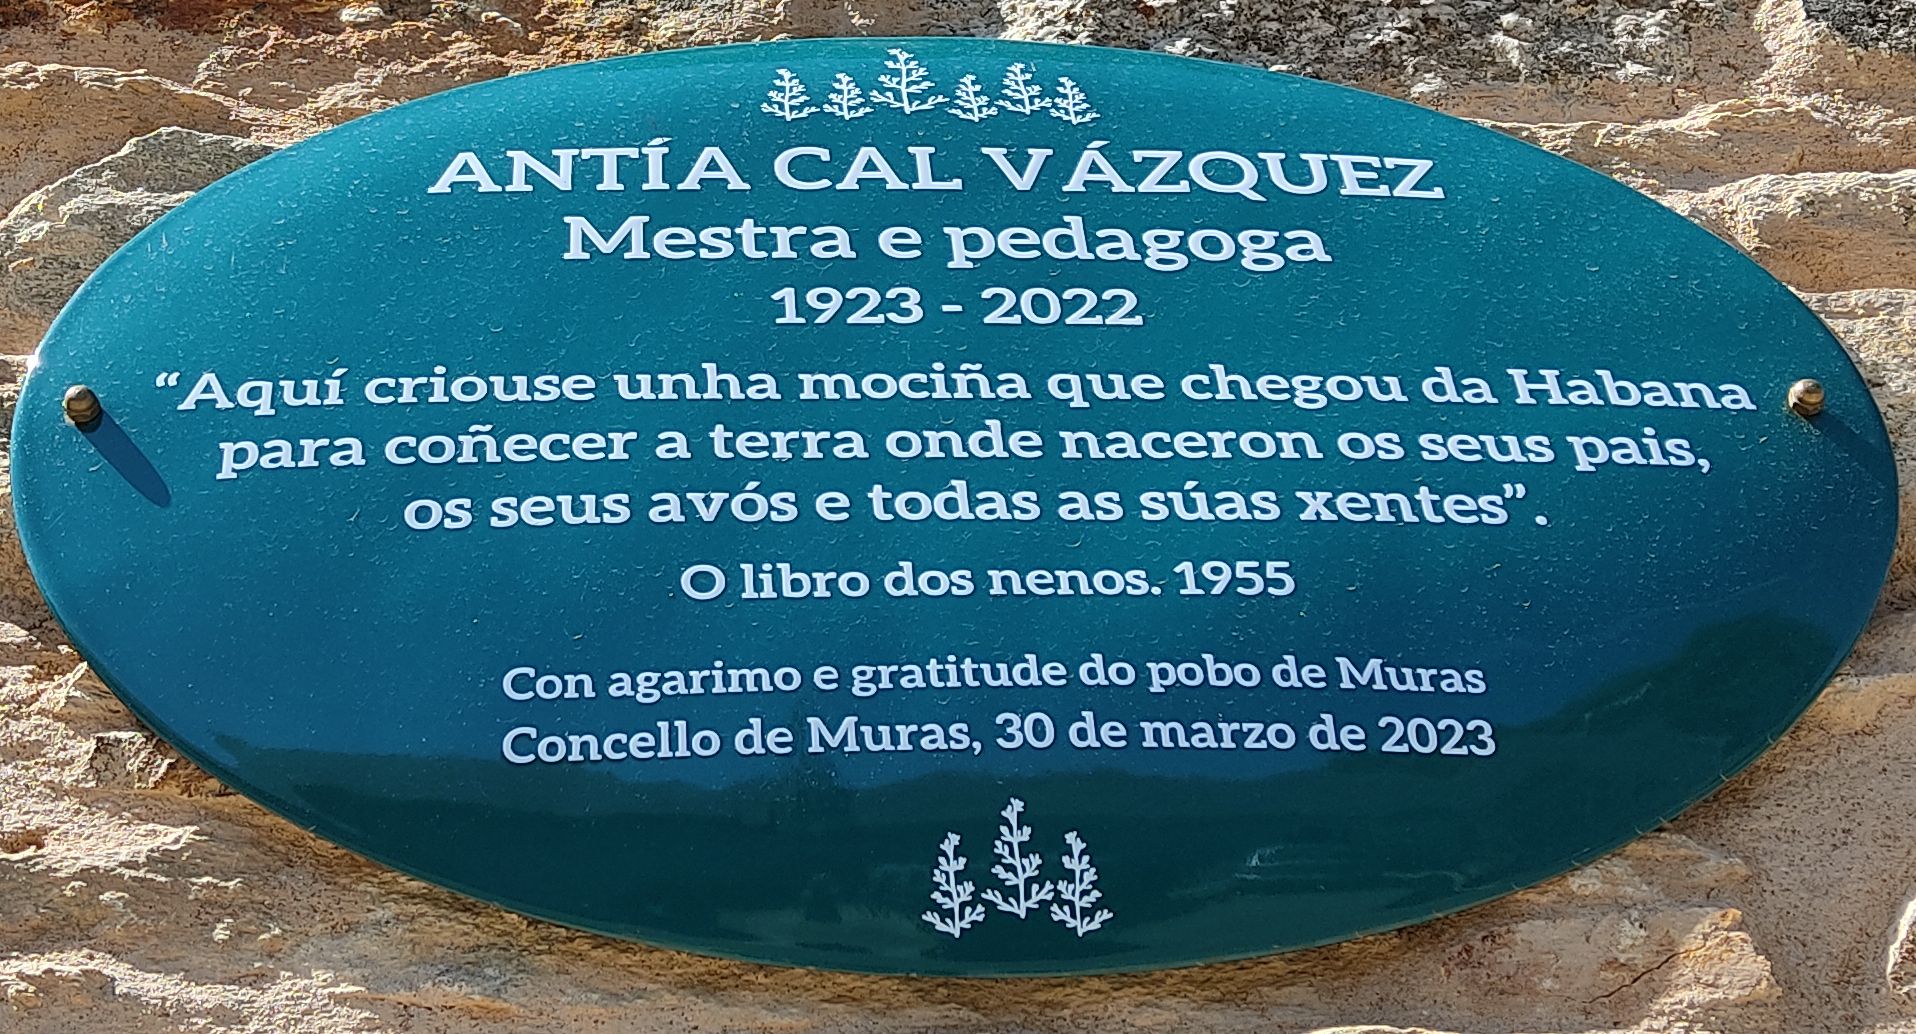 ANTÍA CAL VÁZQUEZ
Mestra e pedagoga
1923 - 2022
“Aquí criouse unha mociña que chegou da Habana
para coñecer a terra onde naceron os seus pais,
os seus avós e todas as súas xentes”.
O libro dos nenos. 1955
Con agarimo e gratitude do pobo de Muras
Concello de Muras, 30 de marzo de 2023